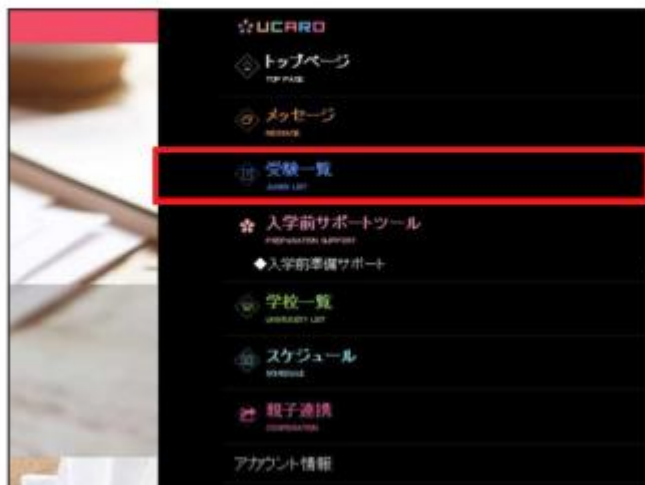 UCARO
トップページ
TOP PAGE
メッセージ
MESSAGE
受験一覧
入学前サポートツール
PREPARATION SUPPORT
◆入学前準備サポート
学校一覧
UNIVERSITY LIST
スケジュール
SCHEDULE
親子連携
COOPERATION
アカウント情報